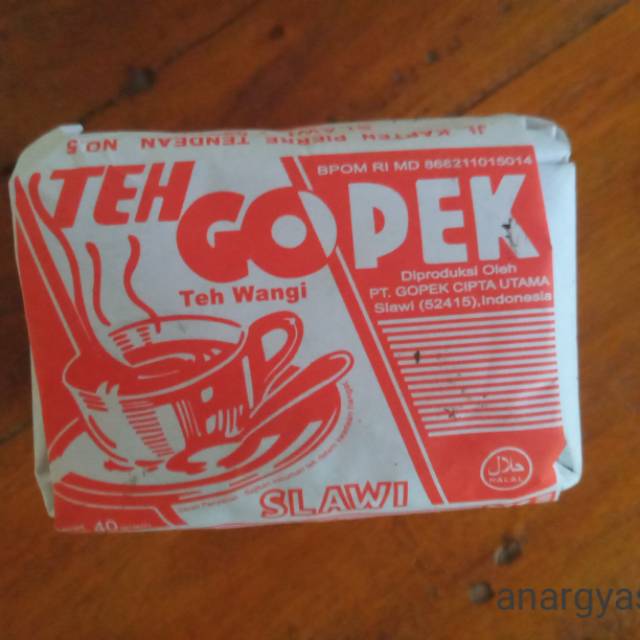 JL. KAPTEN PIERRE TENDEAN NO.5
SLAWI
BPOM RI MD 866211015014
TEH
GOPEK
Teh Wangi
Diproduksi Oleh
PT. GOPEK CIPTA UTAMA
Slawi (52415),Indonesia
حلال
HALAL
SLAWI
40
anargyas